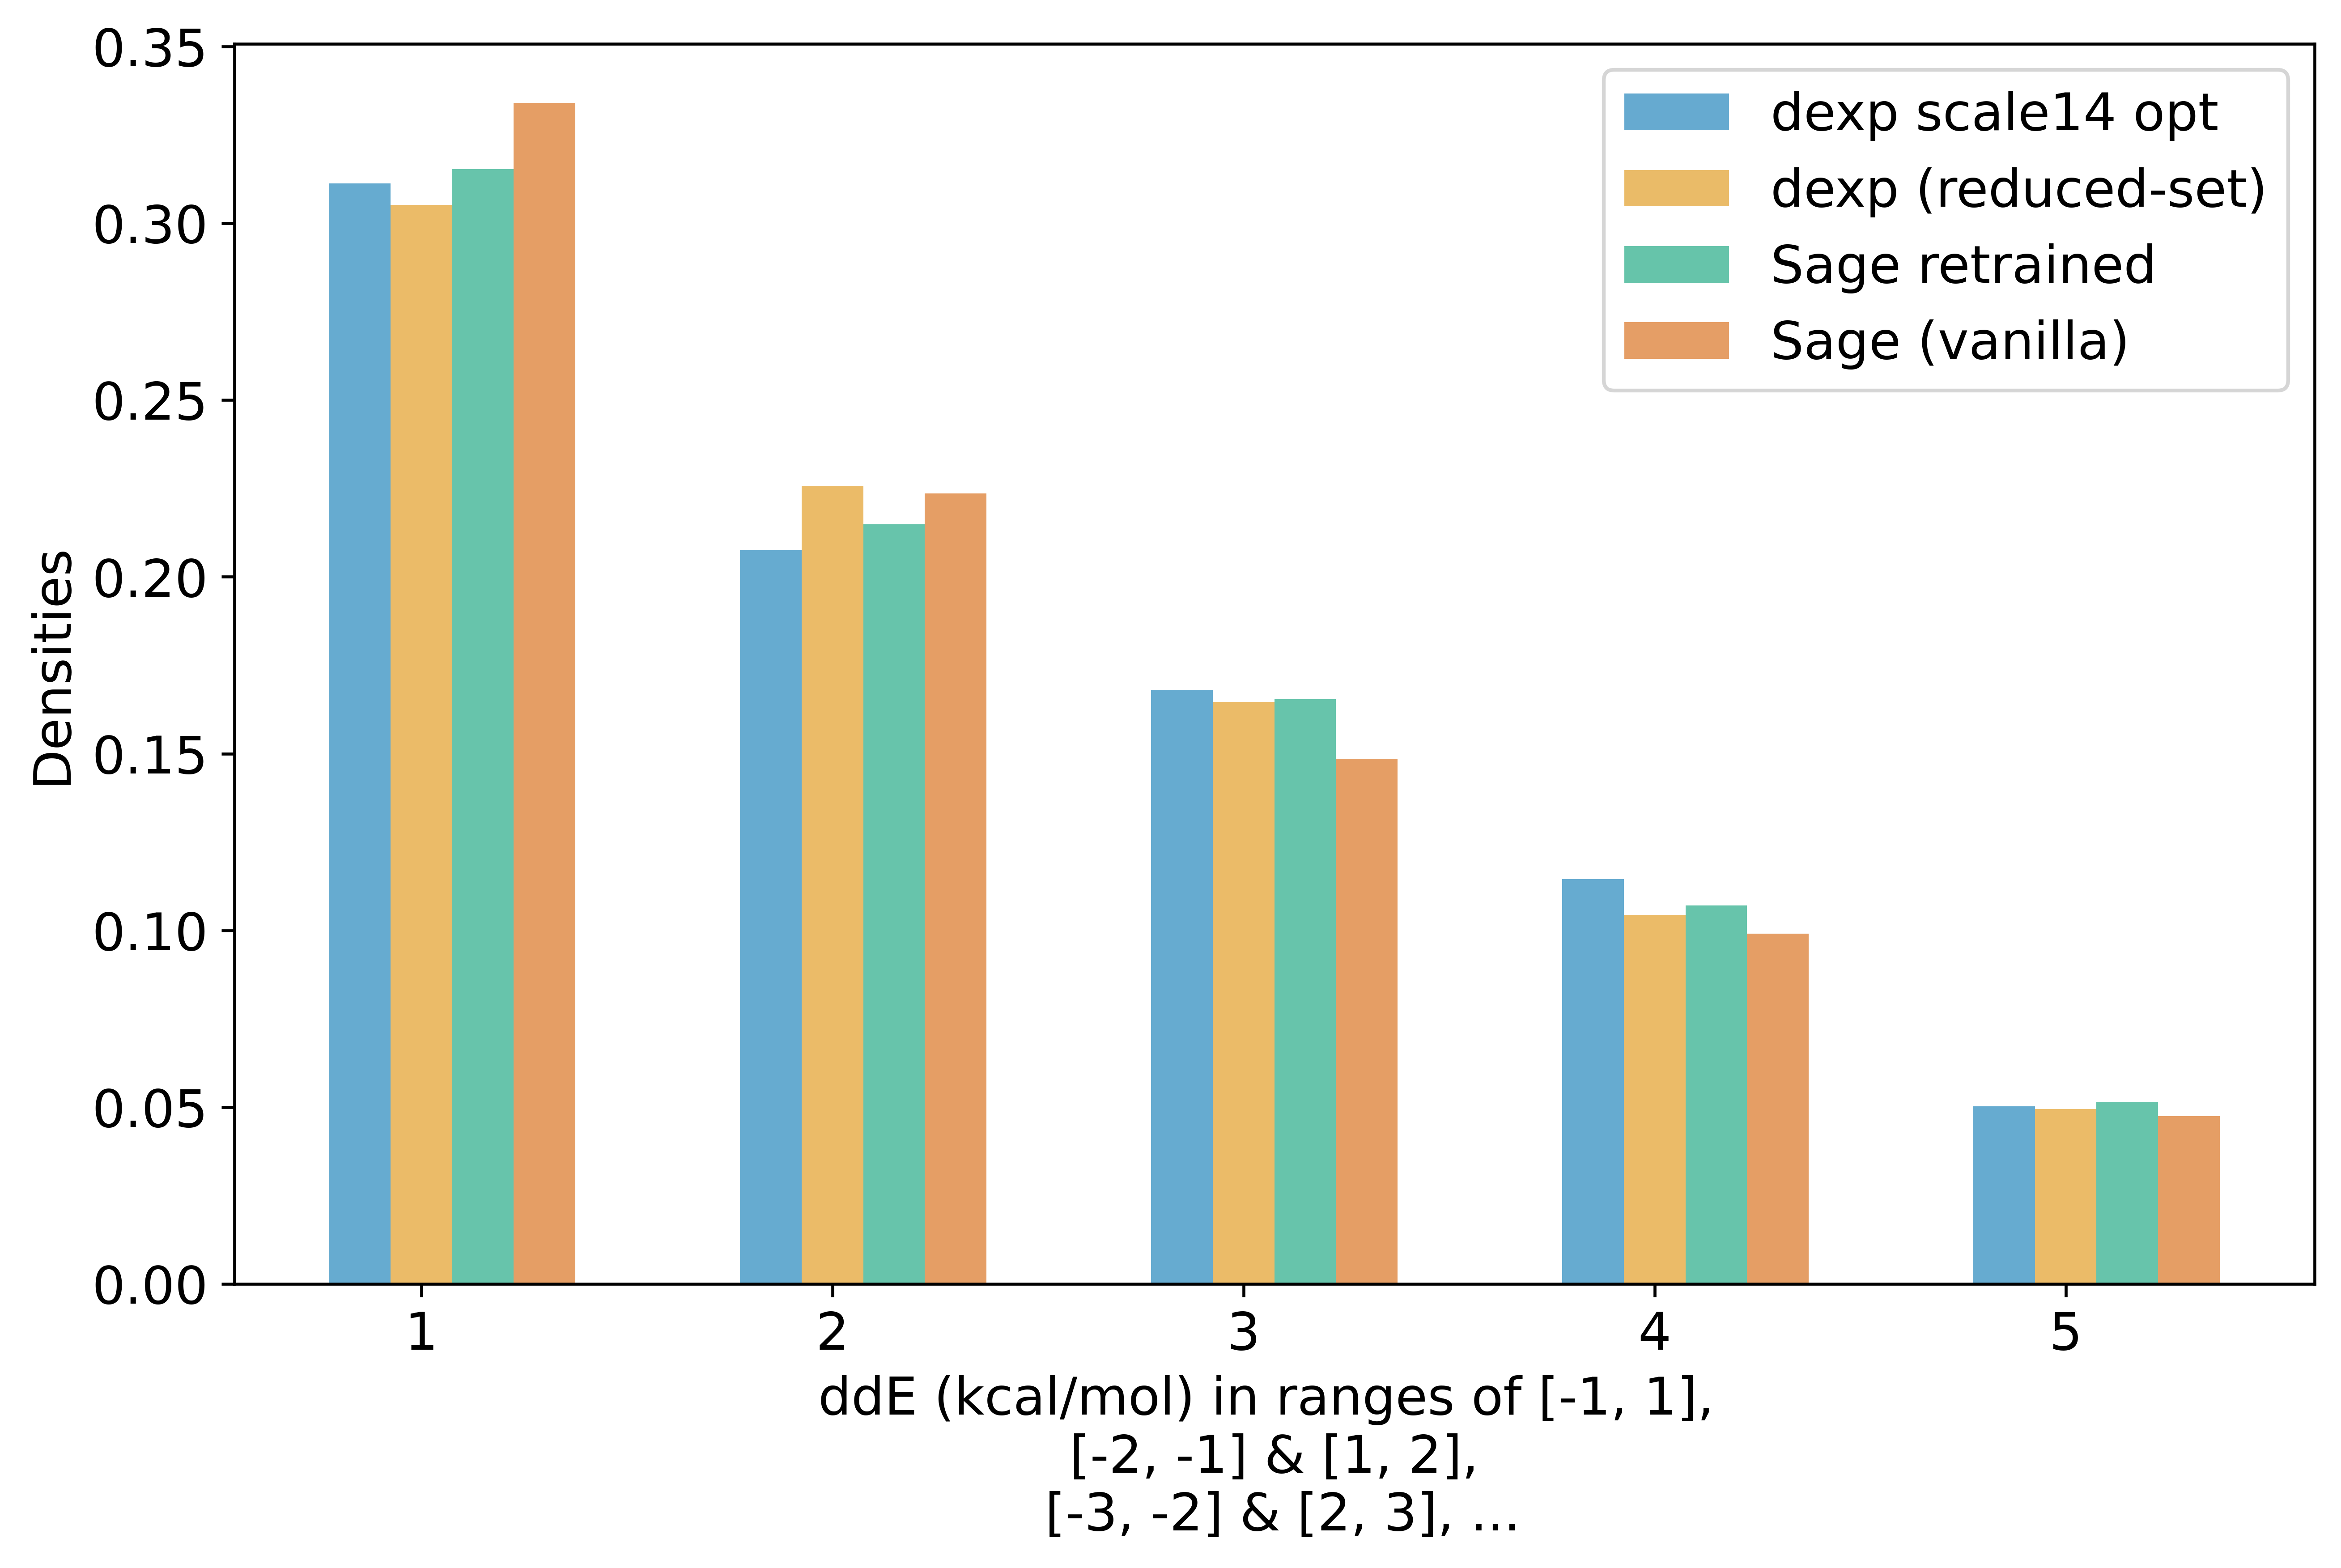 0.35
0.30
0.25
0.20
0.15
0.10
0.05
0.00
Densities
dexp scale14 opt
dexp (reduced-set)
Sage retrained
Sage (vanilla)
1 2 3 4 5
ddE (kcal/mol) in ranges of [-1, 1],
[-2, -1] & [1, 2],
[-3, -2] & [2, 3], ...